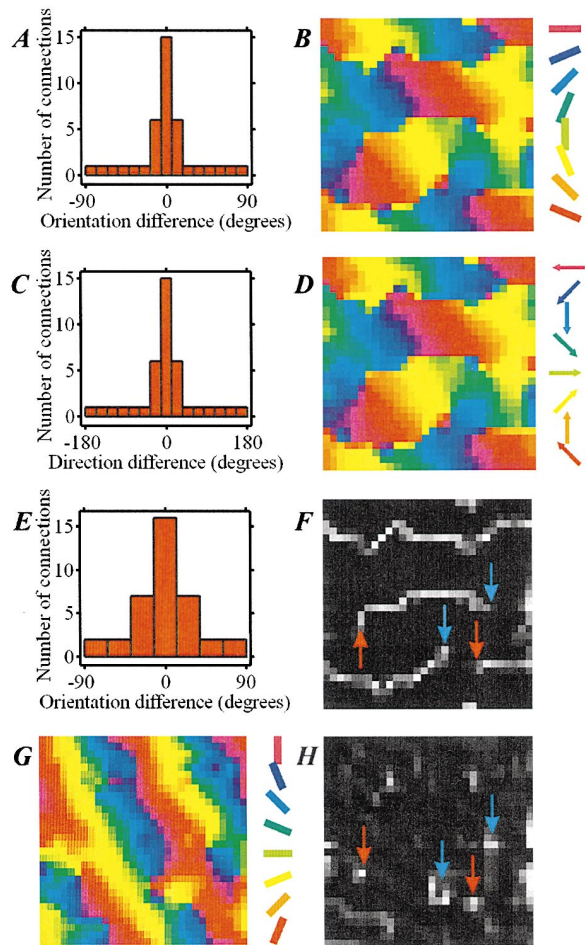 A
Number of connections
15
10
5
0
-90
0
90
Orientation difference (degrees)
B
C
Number of connections
15
10
5
0
-180
0
180
Direction difference (degrees)
D
E
Number of connections
15
10
5
0
-90
0
90
Orientation difference (degrees)
F
G
H